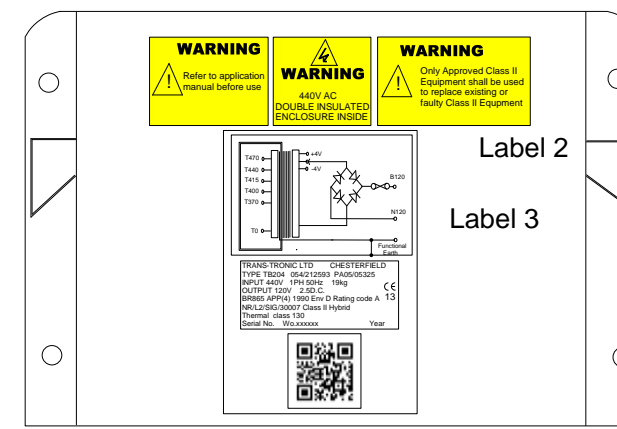 WARNING
Refer to application
manual before use
WARNING
440V AC
DOUBLE INSULATED
ENCLOSURE INSIDE
WARNING
Only Approved Class II
Equipment shall be used
to replace existing or
faulty Class II Equpment
Label 2
Label 3
T470
T440
T415
T400
T370
T0
+4V
-4V
B120
N120
Functional
Earth
TRANS-TRONIC LTD CHESTERFIELD
TYPE TB204 054/212593 PA05/05325
INPUT 440V 1PH 50Hz 19kg
OUTPUT 120V 2.5D.C.
BR865 APP(4) 1990 Env D Rating code A
NR/L2/SIG/30007 Class II Hybrid
Thermal class 130
Serial No. Wo.xxxxxx Year
CE
13